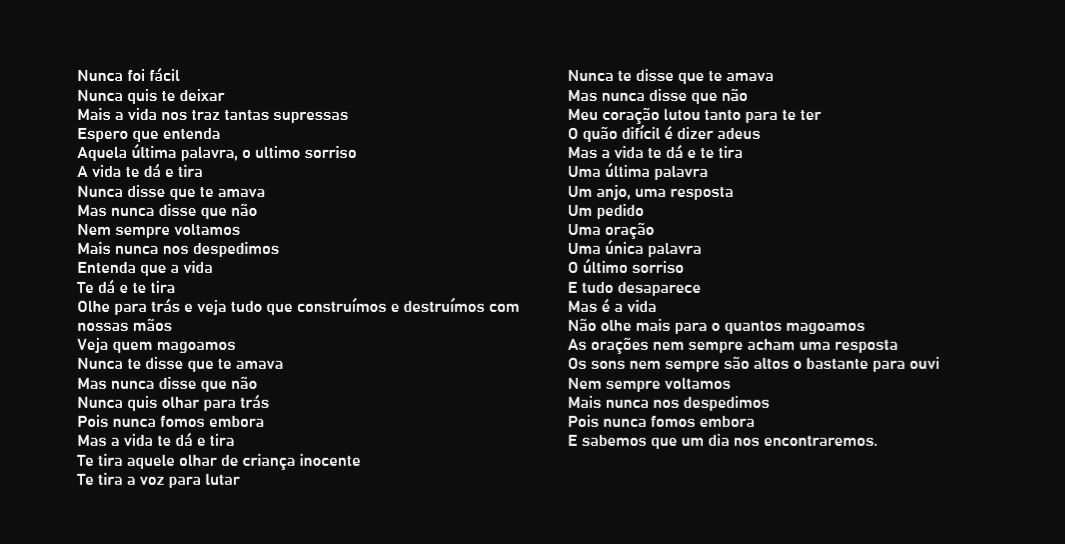 Nunca foi fácil
Nunca quis te deixar
Mais a vida nos traz tantas supressas
Espero que entenda
Aquela última palavra, o ultimo sorriso
A vida te dá e tira
Nunca disse que te amava
Mas nunca disse que não
Nem sempre voltamos
Mais nunca nos despedimos
Entenda que a vida
Te dá e te tira
Olhe para trás e veja tudo que construímos e destruímos com
nossas mãos
Veja quem magoamos
Nunca te disse que te amava
Mas nunca disse que não
Nunca quis olhar para trás
Pois nunca fomos embora
Mas a vida te dá e tira
Te tira aquele olhar de criança inocente
Te tira a voz para lutar
Nunca te disse que te amava
Mas nunca disse que não
Meu coração lutou tanto para te ter
O quão difícil é dizer adeus
Mas a vida te dá e te tira
Uma última palavra
Um anjo, uma resposta
Um pedido
Uma oração
Uma única palavra
O último sorriso
E tudo desaparece
Mas é a vida
Não olhe mais para o quantos magoamos
As orações nem sempre acham uma resposta
Os sons nem sempre são altos o bastante para ouvi
Nem sempre voltamos
Mais nunca nos despedimos
Pois nunca fomos embora
E sabemos que um dia nos encontraremos.